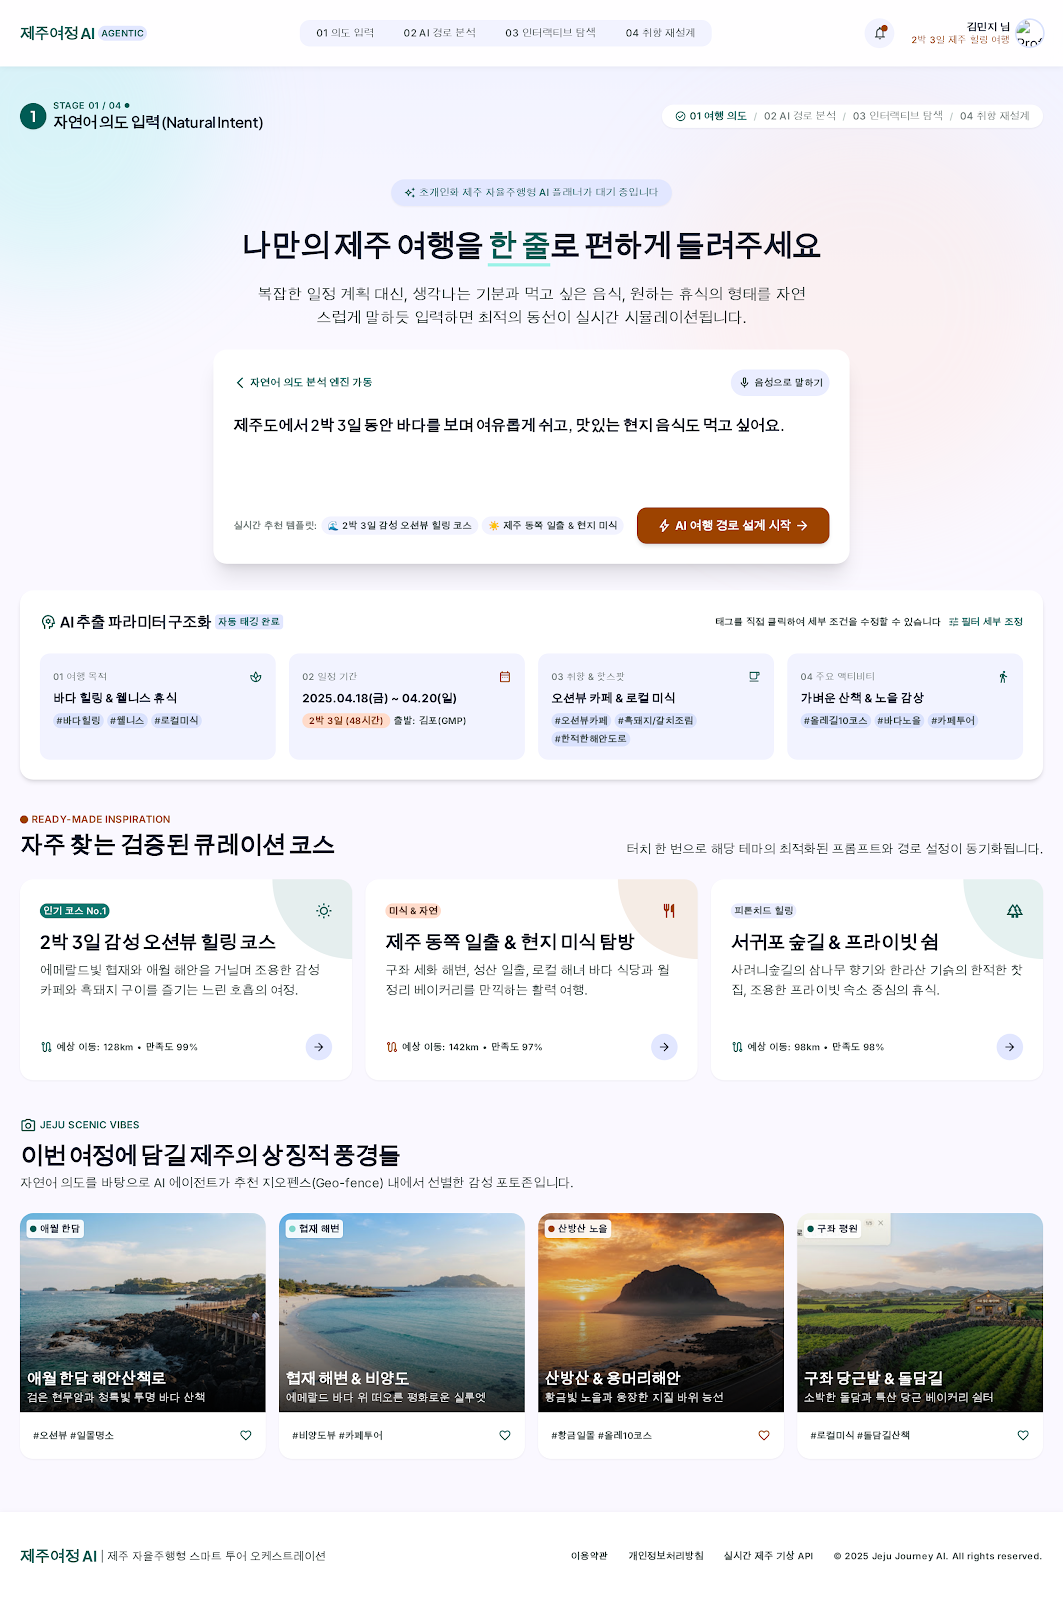 제주여정 AI AGENTIC
01 의도 입력 02 AI 경로 분석 03 인터랙티브 탐색 04 취향 재설계
김민지 님
2박 3일 제주 힐링 여행
1
STAGE 01 / 04 ●
자연어 의도 입력 (Natural Intent)
01 여행 의도 / 02 AI 경로 분석 / 03 인터랙티브 탐색 / 04 취향 재설계
초개인화 제주 자율주행형 AI 플래너가 대기 중입니다
나만의 제주 여행을 한 줄로 편하게 들려주세요
복잡한 일정 계획 대신, 생각나는 기분과 먹고 싶은 음식, 원하는 휴식의 형태를 자연
스럽게 말하듯 입력하면 최적의 동선이 실시간 시뮬레이션됩니다.
자연어 의도 분석 엔진 가동
음성으로 말하기
제주도에서 2박 3일 동안 바다를 보며 여유롭게 쉬고, 맛있는 현지 음식도 먹고 싶어요.
실시간 추천 템플릿: 🌊 2박 3일 감성 오션뷰 힐링 코스 ☀️ 제주 동쪽 일출 & 현지 미식
AI 여행 경로 설계 시작 →
AI 추출 파라미터 구조화 자동 태깅 완료
태그를 직접 클릭하여 세부 조건을 수정할 수 있습니다 필터 세부 조정
01 여행 목적
바다 힐링 & 웰니스 휴식
#바다힐링 #웰니스 #로컬미식
02 일정 기간
2025.04.18(금) ~ 04.20(일)
2박 3일 (48시간) 출발: 김포(GMP)
03 취향 & 핫스팟
오션뷰 카페 & 로컬 미식
#오션뷰카페 #흑돼지/갈치조림
#한적한해안도로
04 주요 액티비티
가벼운 산책 & 노을 감상
#올레길10코스 #바다노을 #카페투어
READY-MADE INSPIRATION
자주 찾는 검증된 큐레이션 코스
터치 한 번으로 해당 테마의 최적화된 프롬프트와 경로 설정이 동기화됩니다.
인기 코스 No.1
2박 3일 감성 오션뷰 힐링 코스
에메랄드빛 협재와 애월 해안을 거닐며 조용한 감성
카페와 흑돼지 구이를 즐기는 느린 호흡의 여정.
예상 이동: 128km • 만족도 99%
미식 & 자연
제주 동쪽 일출 & 현지 미식 탐방
구좌 세화 해변, 성산 일출, 로컬 해녀 바다 식당과 월
정리 베이커리를 만끽하는 활력 여행.
예상 이동: 142km • 만족도 97%
피톤치드 힐링
서귀포 숲길 & 프라이빗 쉼
사려니숲길의 삼나무 향기와 한라산 기슭의 한적한 찻
집, 조용한 프라이빗 숙소 중심의 휴식.
예상 이동: 98km • 만족도 98%
JEJU SCENIC VIBES
이번 여정에 담길 제주의 상징적 풍경들
자연어 의도를 바탕으로 AI 에이전트가 추천 지오펜스(Geo-fence) 내에서 선별한 감성 포토존입니다.
애월 한담
애월 한담 해안산책로
검은 현무암과 청록빛 투명 바다 산책
#오션뷰 #일몰명소
협재 해변
협재 해변 & 비양도
에메랄드 바다 위 떠오른 평화로운 실루엣
#비양도뷰 #카페투어
산방산 노을
산방산 & 용머리해안
황금빛 노을과 웅장한 지질 바위 능선
#황금일몰 #올레10코스
구좌 평원
구좌 당근밭 & 돌담길
소박한 돌담과 특산 당근 베이커리 쉼터
#로컬미식 #돌담길산책
제주여정 AI | 제주 자율주행형 스마트 투어 오케스트레이션
이용약관 개인정보처리방침 실시간 제주 기상 API © 2025 Jeju Journey AI. All rights reserved.